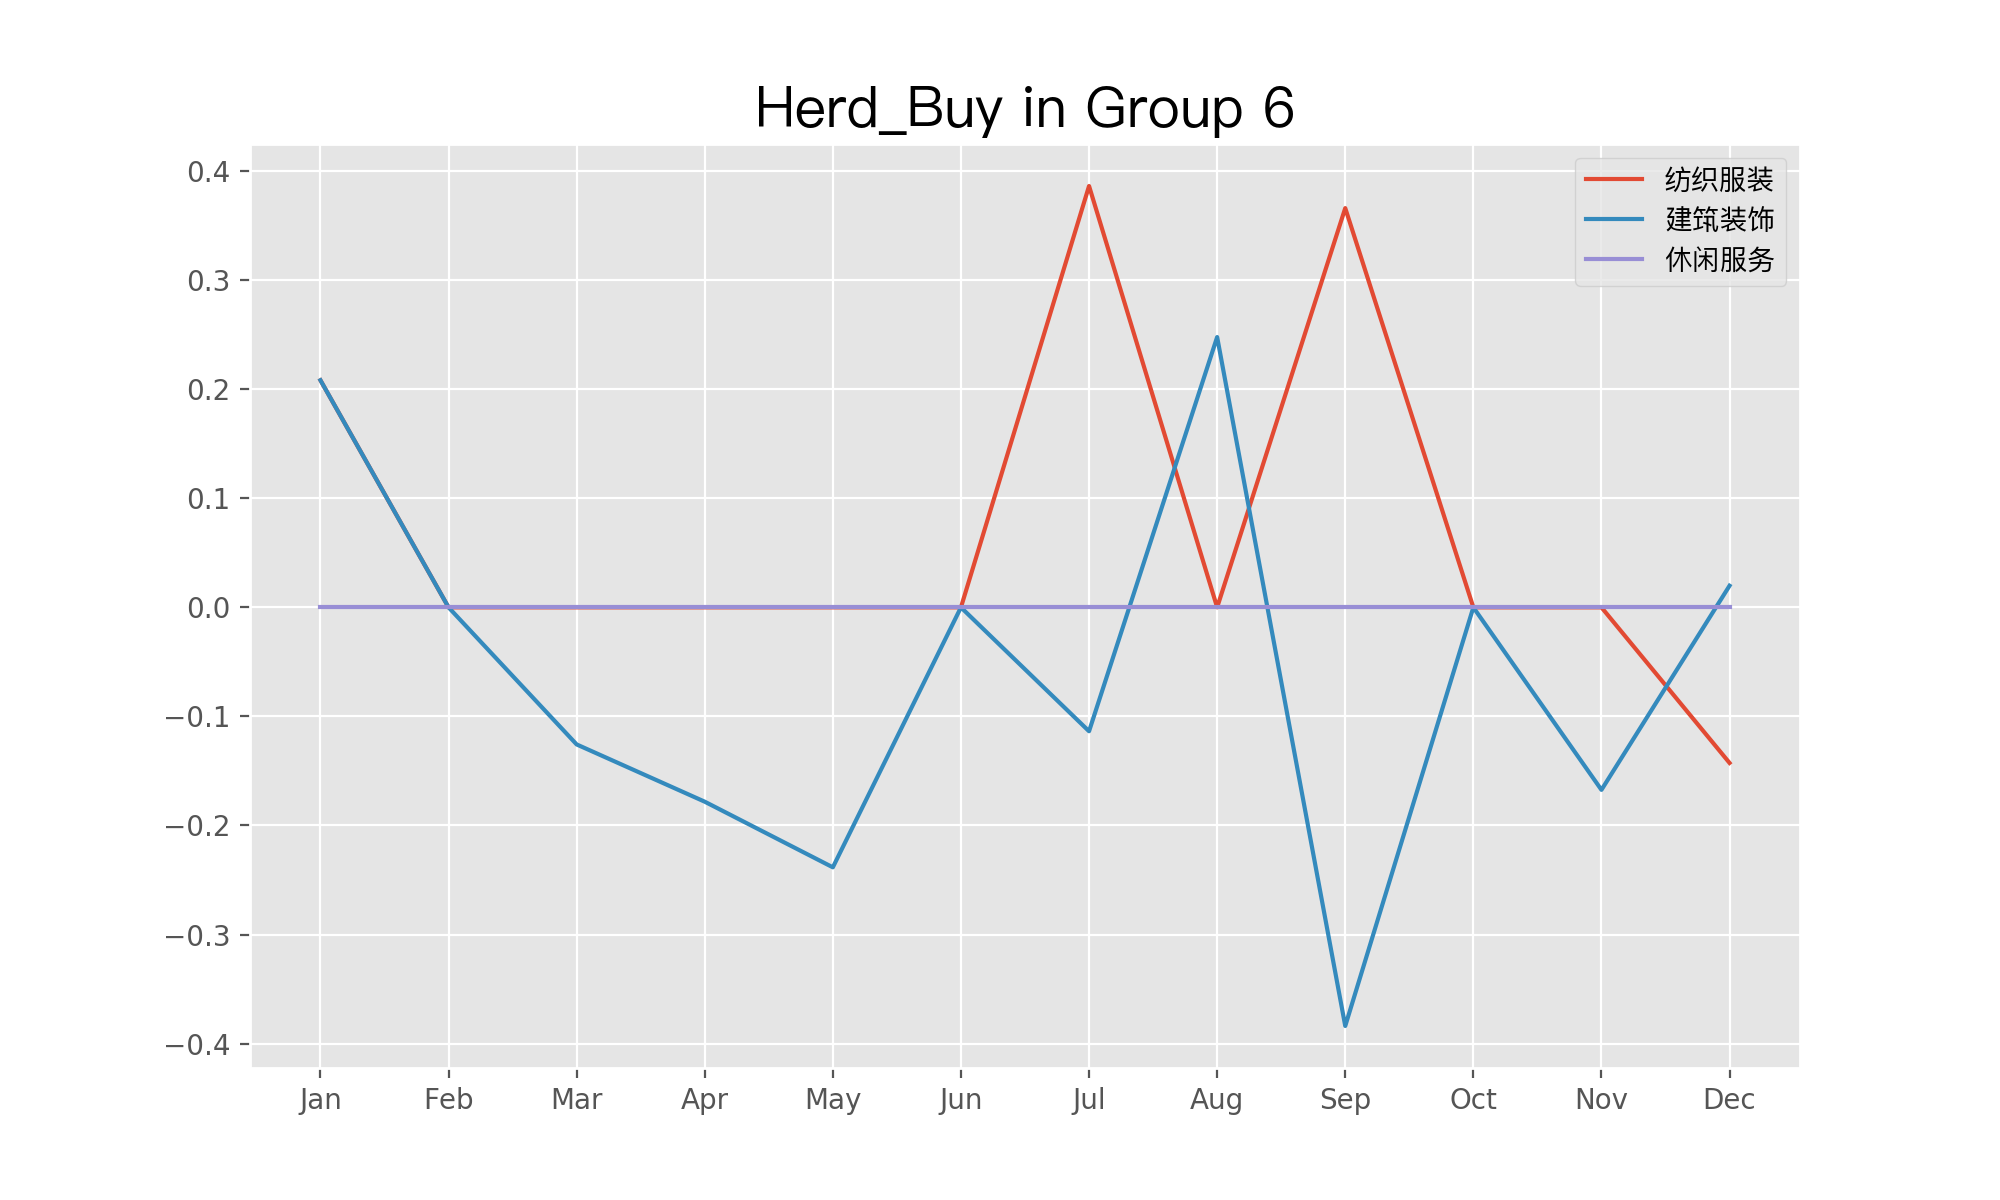 Herd_Buy in Group 6
0.4
0.3
0.2
0.1
0.0
−0.1
−0.2
−0.3
−0.4
纺织服装
建筑装饰
休闲服务
Jan Feb Mar Apr May Jun Jul Aug Sep Oct Nov Dec